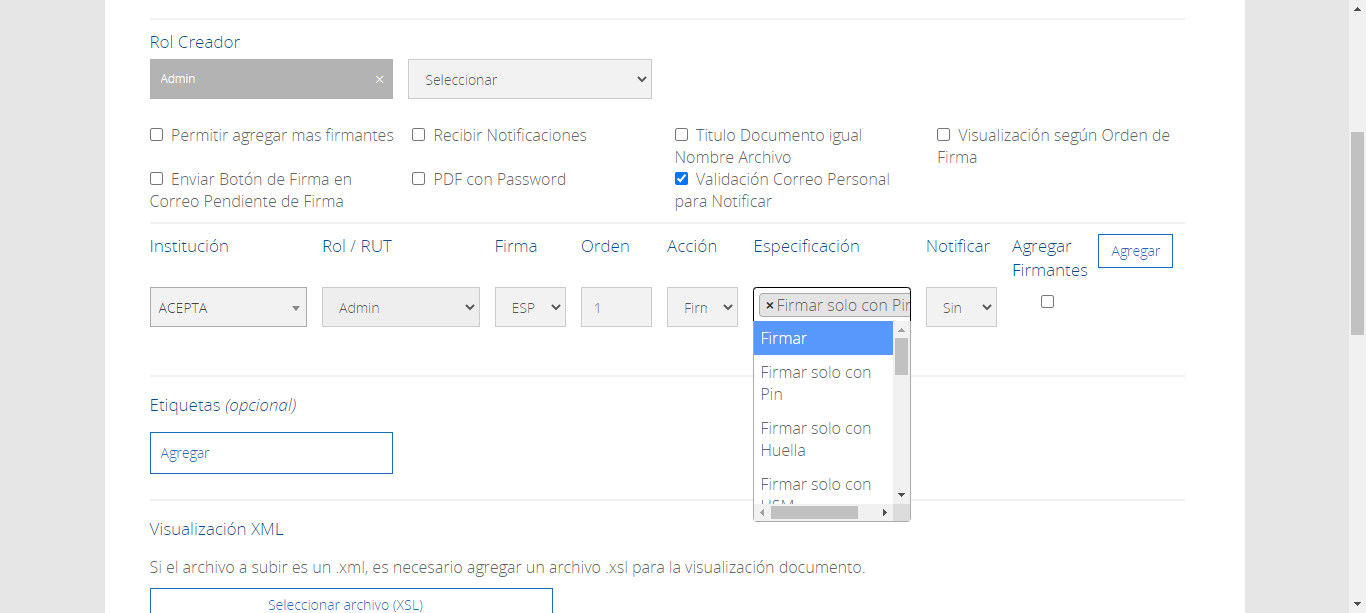 Rol Creador
Admin ×
Seleccionar
Permitir agregar mas firmantes
Recibir Notificaciones
Titulo Documento igual
Nombre Archivo
Visualización según Orden de
Firma
Enviar Botón de Firma en
Correo Pendiente de Firma
PDF con Password
Validación Correo Personal
para Notificar
Institución
Rol / RUT
Firma
Orden
Acción
Especificación
Notificar
Agregar
Firmantes
Agregar
ACEPTA
Admin
ESP
1
Firn
×Firmar solo con Pin
Sin
Firmar
Firmar solo con
Pin
Firmar solo con
Huella
Firmar solo con
HSM
Etiquetas (opcional)
Agregar
Visualización XML
Si el archivo a subir es un .xml, es necesario agregar un archivo .xsl para la visualización documento.
Seleccionar archivo (XSL)